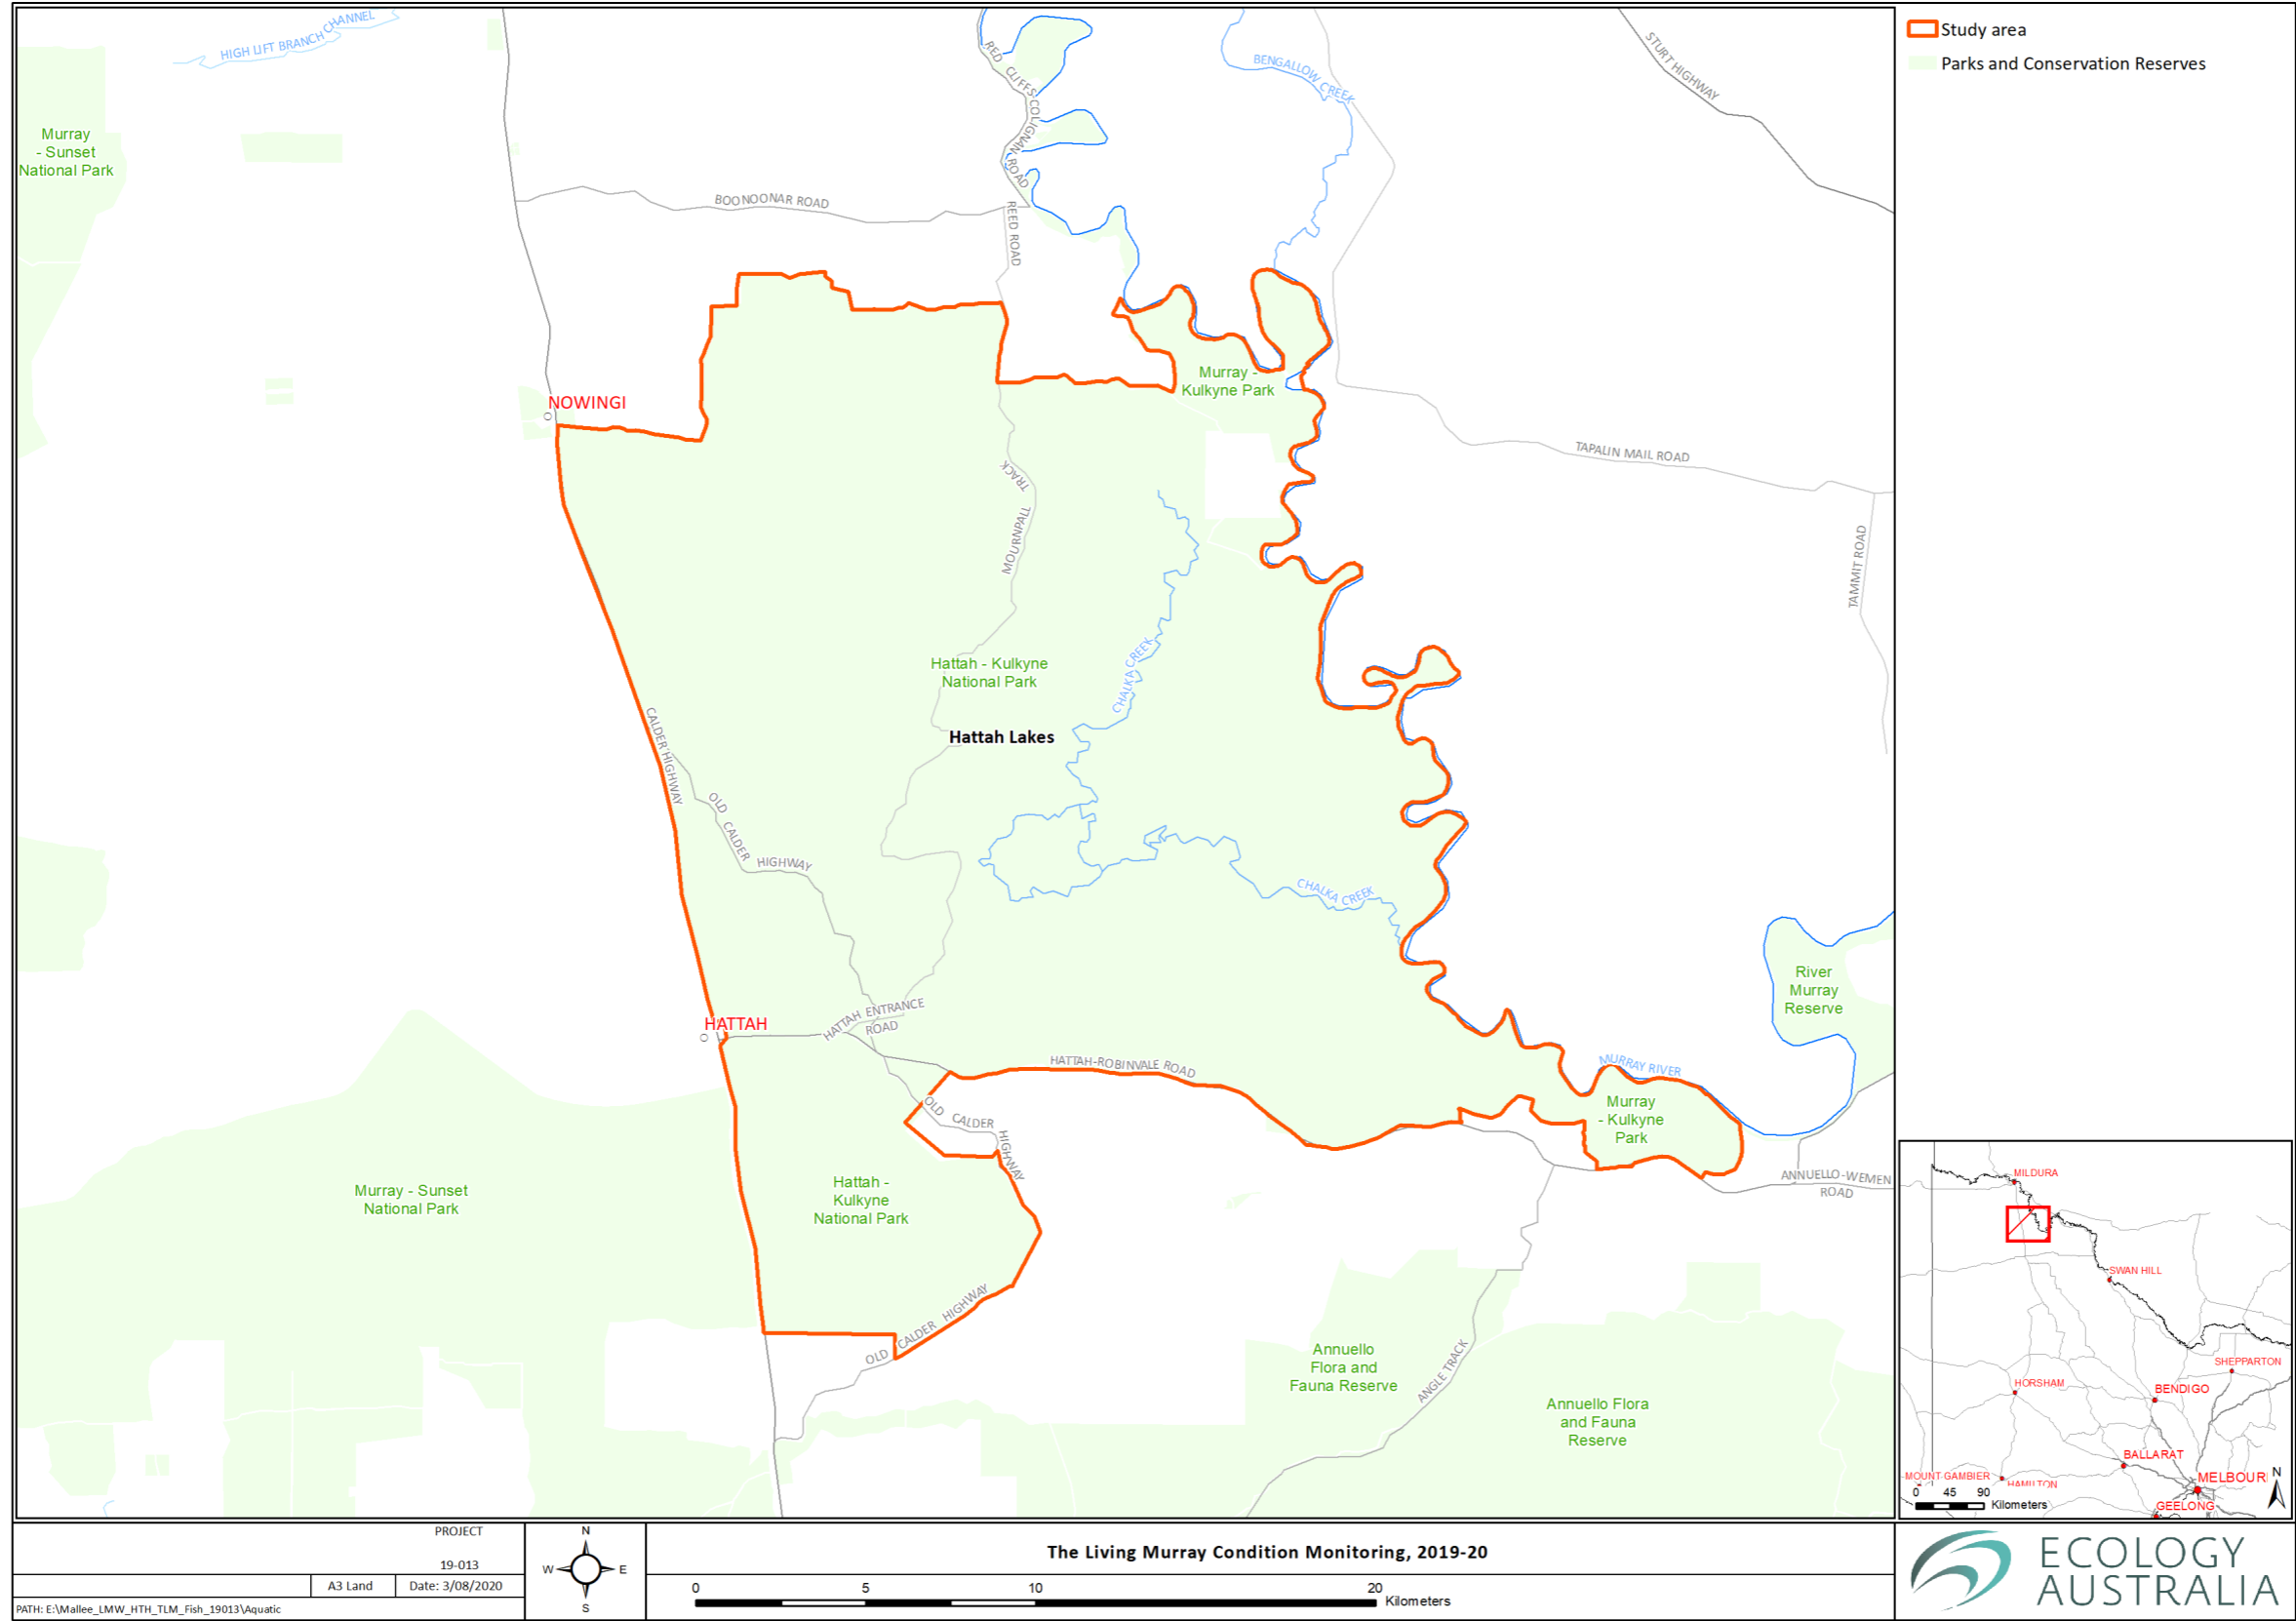 HIGH LIFT BRANCH CHANNEL
RED CLIFFS-COLIGNAN ROAD
BENGALLOW CREEK
STURT HIGHWAY
Study area
Parks and Conservation Reserves
Murray
- Sunset
National Park
BOONOONAR ROAD
REED ROAD
NOWINGI
Murray -
Kulkyne Park
TAPALIN MAIL ROAD
TAMMIT ROAD
MOURNPALL TRACK
CHALKA CREEK
Hattah - Kulkyne
National Park
Hattah Lakes
CALDER HIGHWAY
OLD CALDER HIGHWAY
CHALKA CREEK
River
Murray
Reserve
HATTAH
HATTAH ENTRANCE
ROAD
HATTAH-ROBINVALE ROAD
MURRAY RIVER
OLD CALDER HIGHWAY
Murray
- Kulkyne
Park
ANNUELLO-WEMEN
ROAD
Murray - Sunset
National Park
Hattah -
Kulkyne
National Park
OLD CALDER HIGHWAY
Annuello
Flora and
Fauna Reserve
ANGLE TRACK
Annuello Flora
and Fauna
Reserve
MILDURA
SWAN HILL
SHEPPARTON
HORSHAM
BENDIGO
BALLARAT
MOUNT GAMBIER
HAMILTON
MELBOUR
GEELONG
N
0 45 90
Kilometers
PROJECT
19-013
A3 Land
Date: 3/08/2020
PATH: E:\Mallee_LMW_HTH_TLM_Fish_19013\Aquatic
N
W E
S
The Living Murray Condition Monitoring, 2019-20
0 5 10 20
Kilometers
ECOLOGY
AUSTRALIA